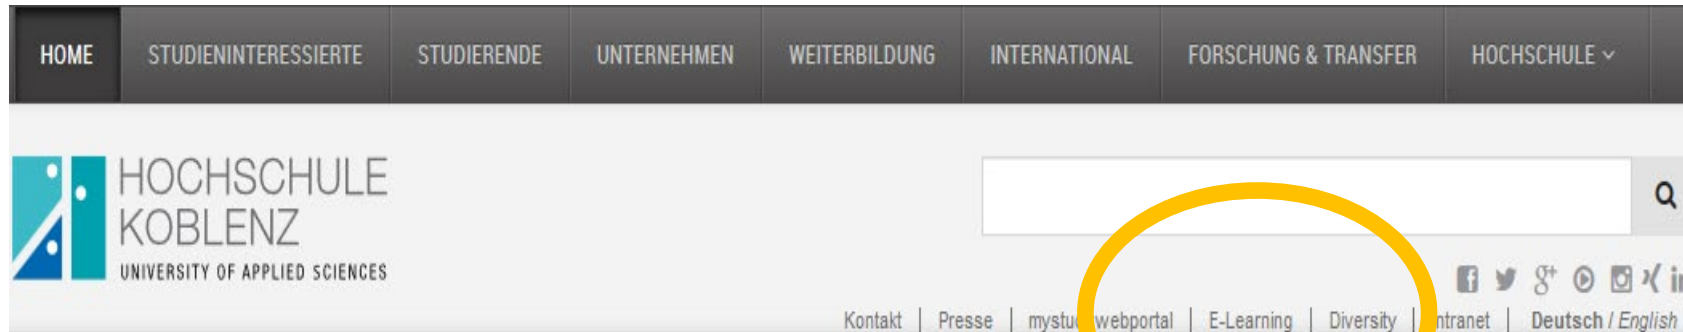 HOME STUDIENINTERESSIERTE STUDIERENDE UNTERNEHMEN WEITERBILDUNG INTERNATIONAL FORSCHUNG & TRANSFER HOCHSCHULE
HOCHSCHULE
KOBLENZ
UNIVERSITY OF APPLIED SCIENCES
Kontakt | Presse | webportal | E-Learning | Diversity | Deutsch / English